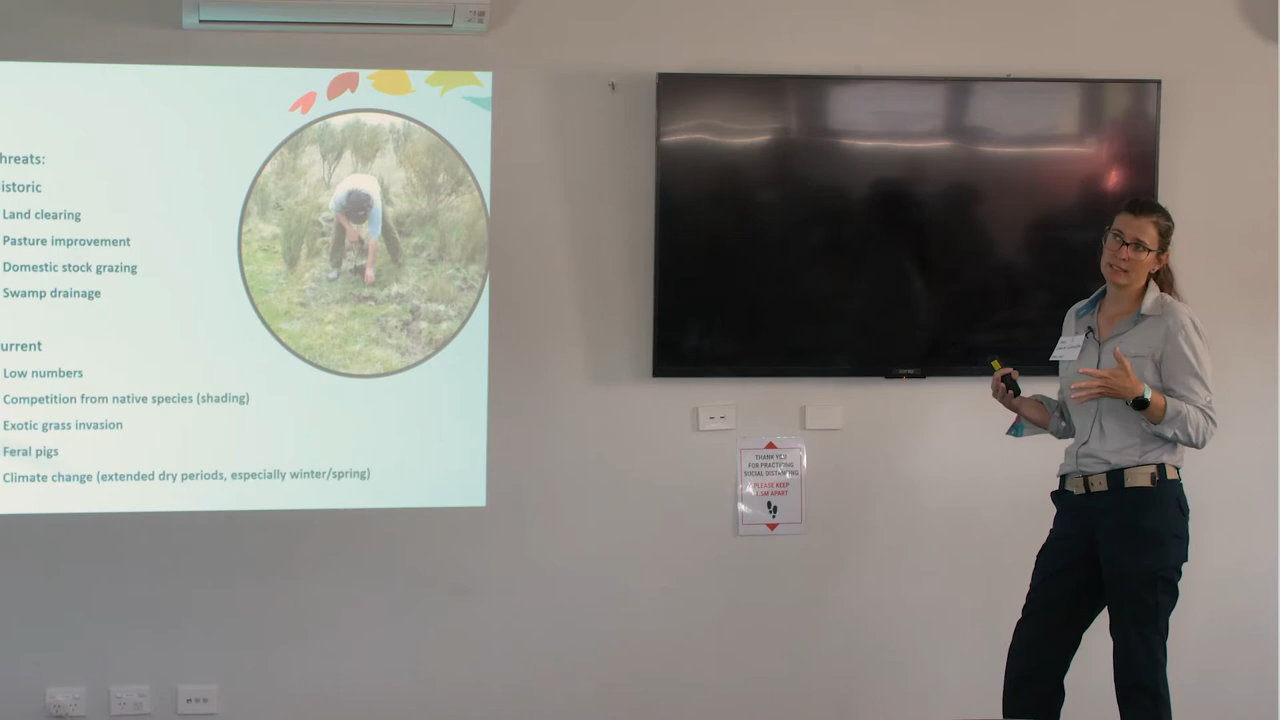 hreats:
istoric
Land clearing
Pasture improvement
Domestic stock grazing
Swamp drainage
urrent
Low numbers
Competition from native species (shading)
Exotic grass invasion
Feral pigs
Climate change (extended dry periods, especially winter/spring)
THANK YOU
FOR PRACTICING
SOCIAL DISTANCING
PLEASE KEEP
1.5M APART